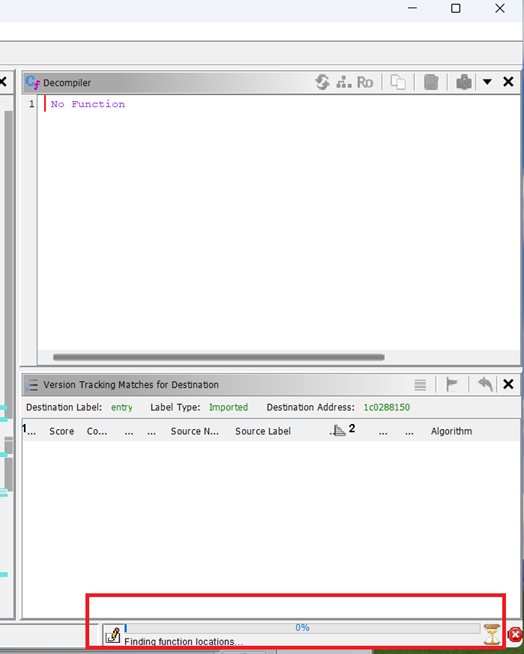 Decompiler
Ro
1 No Function
Version Tracking Matches for Destination
Destination Label: entry Label Type: Imported Destination Address: 1c0288150
1... Score Co... ... ... Source N... Source Label ... 2 ... ... Algorithm
0%
Finding function locations...